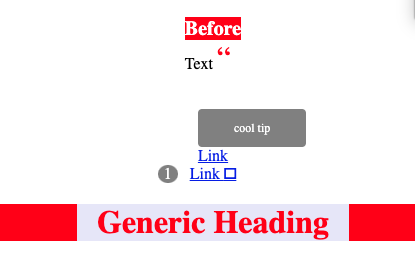 Before
Text “
cool tip
Link
1 Link
Generic Heading